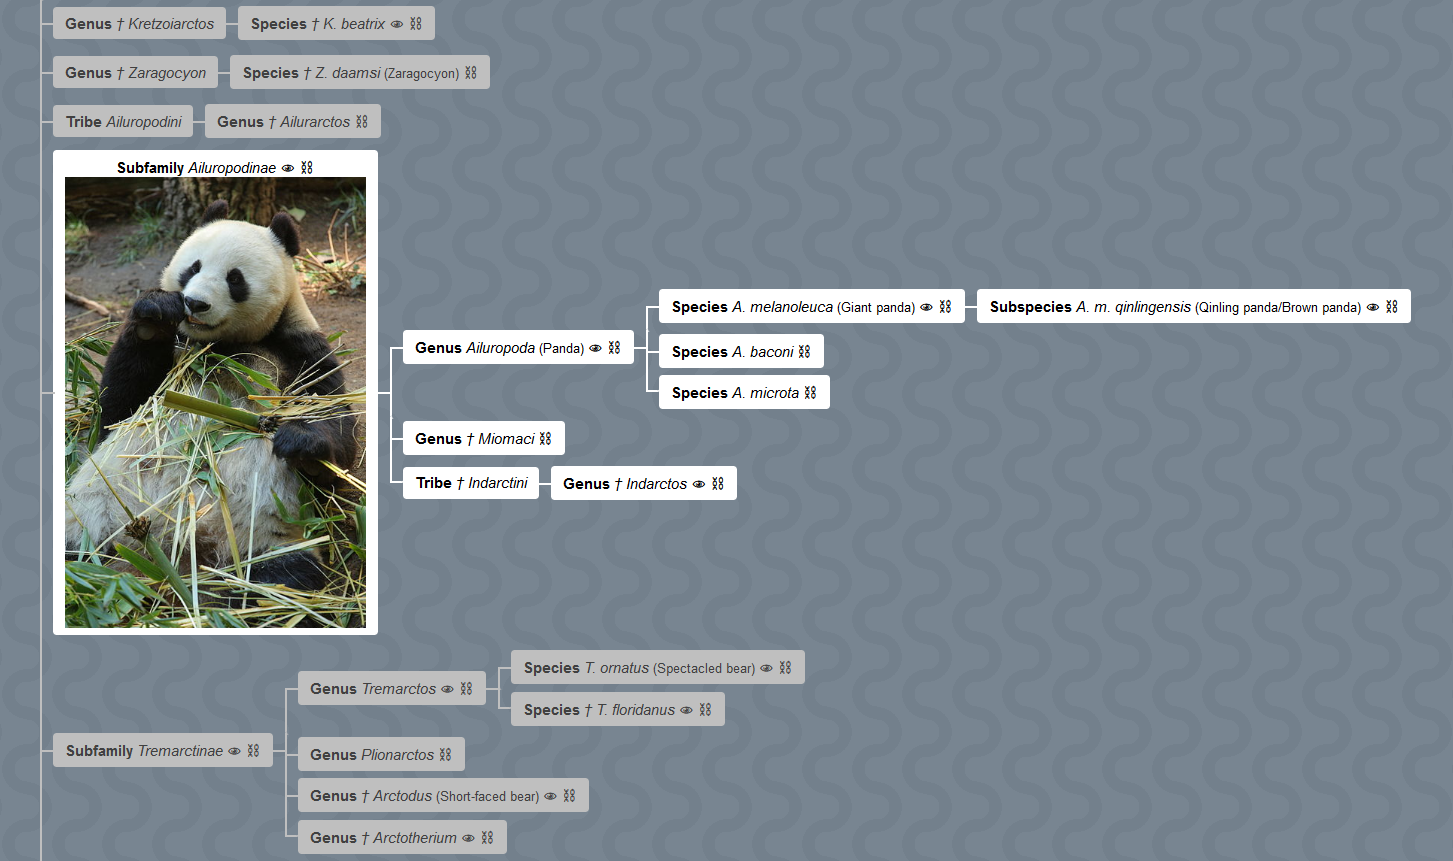 Genus † Kretzoiarctos
Species † K. beatrix
Genus † Zaragocyon
Species † Z. daamsi (Zaragocyon)
Tribe Ailuropodini
Genus † Ailurarctos
Subfamily Ailuropodinae
Genus Ailuropoda (Panda)
Species A. melanoleuca (Giant panda)
Subspecies A. m. qinlingensis (Qinling panda/Brown panda)
Species A. baconi
Species A. microta
Genus † Miomaci
Tribe † Indarctini
Genus † Indarctos
Subfamily Tremarctinae
Genus Tremarctos
Species T. ornatus (Spectacled bear)
Species † T. floridanus
Genus Plionarctos
Genus † Arctodus (Short-faced bear)
Genus † Arctotherium